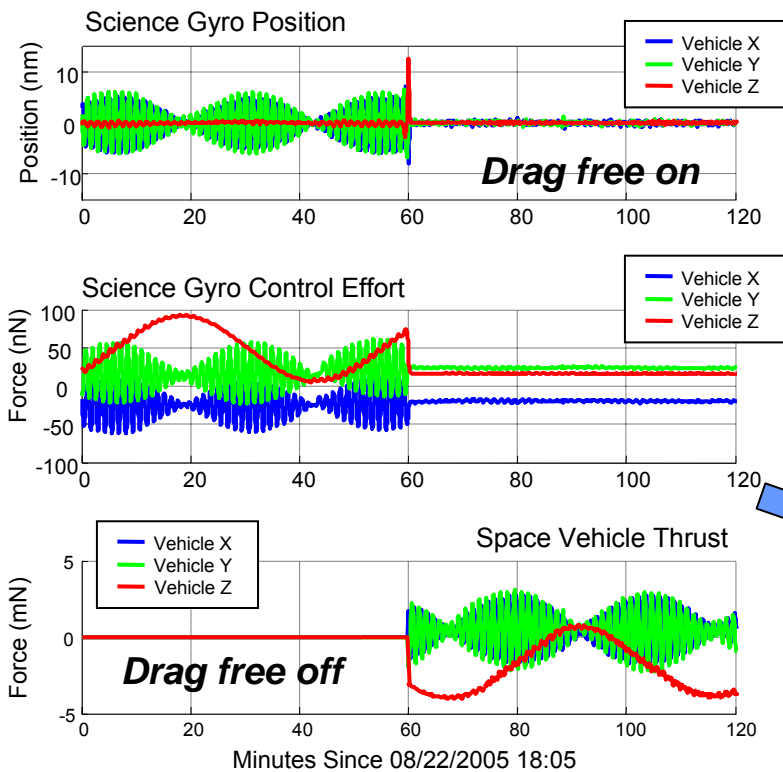 Science Gyro Position
Vehicle X
Vehicle Y
Vehicle Z
Position (nm)
10
0
-10
Drag free on
0 20 40 60 80 100 120
Science Gyro Control Effort
Vehicle X
Vehicle Y
Vehicle Z
Force (nN)
100
50
0
-50
-100
0 20 40 60 80 100 120
Space Vehicle Thrust
Vehicle X
Vehicle Y
Vehicle Z
Force (mN)
5
0
-5
Drag free off
0 20 40 60 80 100 120
Minutes Since 08/22/2005 18:05